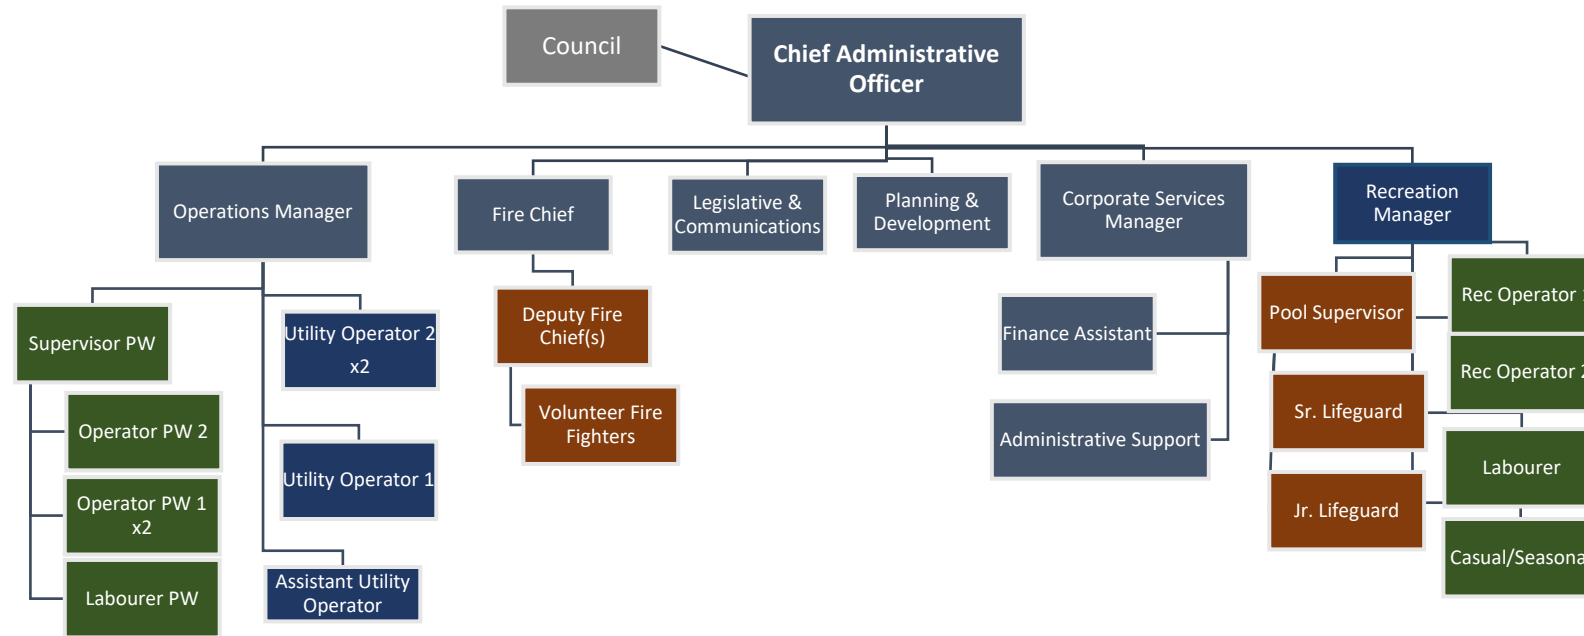 Council
Chief Administrative
Officer
Operations Manager
Fire Chief
Legislative &
Communications
Planning &
Development
Corporate Services
Manager
Recreation
Manager
Supervisor PW
Operator PW 2
Operator PW 1
x2
Labourer PW
Utility Operator 2
x2
Utility Operator 1
Assistant Utility
Operator
Deputy Fire
Chief(s)
Volunteer Fire
Fighters
Finance Assistant
Administrative Support
Pool Supervisor
Sr. Lifeguard
Jr. Lifeguard
Rec Operator 1
Rec Operator 2
Labourer
Casual/Seasona